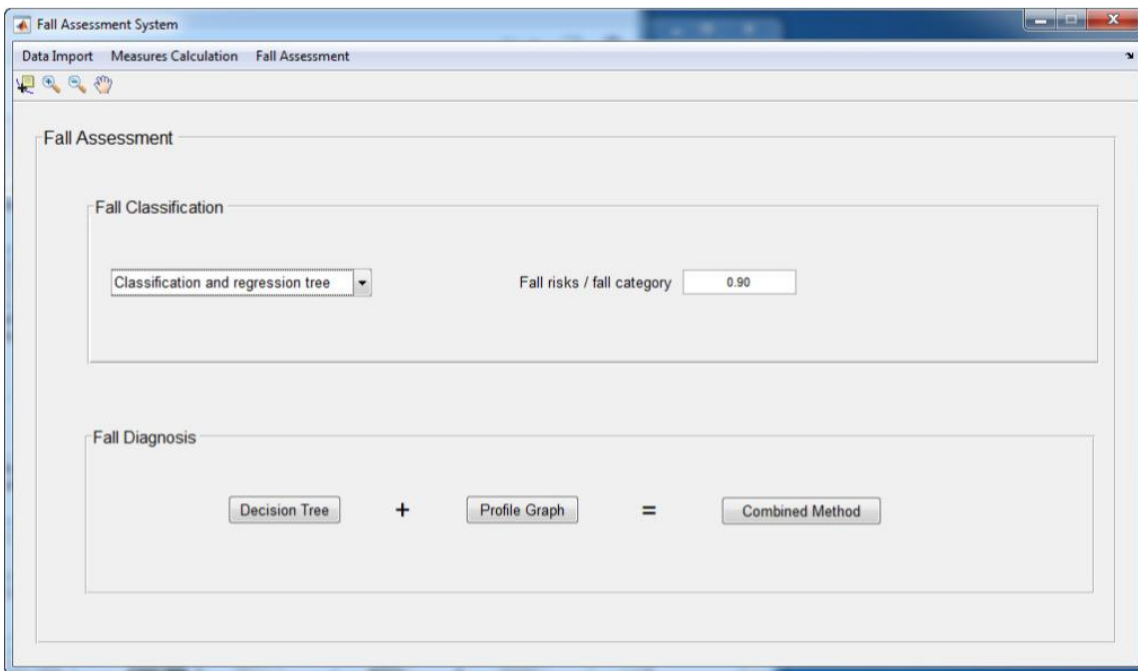 Fall Assessment System
Data Import Measures Calculation Fall Assessment
Fall Assessment
Fall Classification
Classification and regression tree Fall risks / fall category 0.90
Fall Diagnosis
Decision Tree + Profile Graph = Combined Method